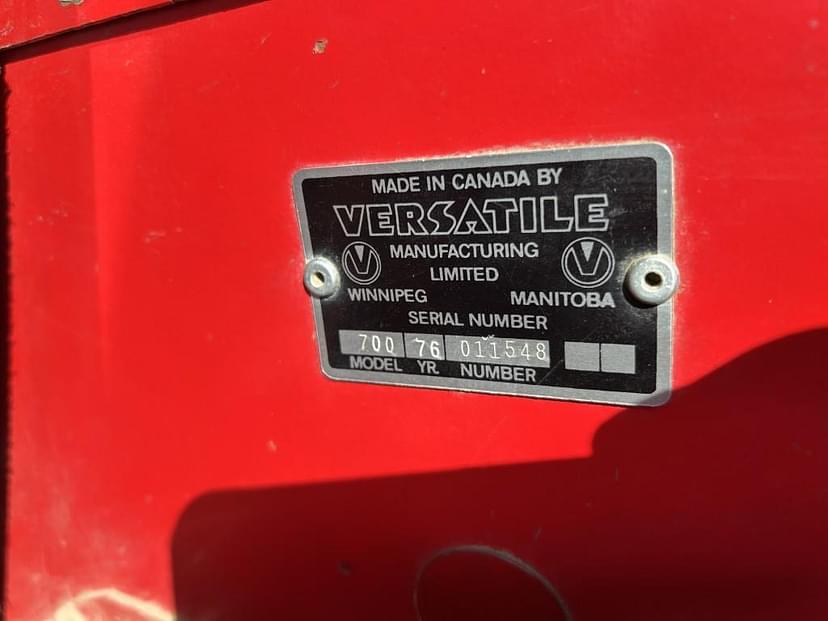 MADE IN CANADA BY
VERSATILE
MANUFACTURING
LIMITED
WINNIPEG MANITOBA
SERIAL NUMBER
700 76 011548
MODEL YR. NUMBER